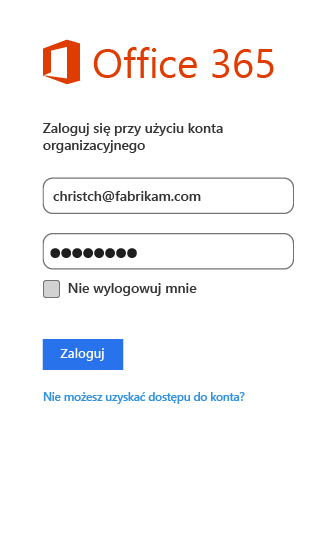 Office 365
Zaloguj się przy użyciu konta
organizacyjnego
christch@fabrikam.com
●●●●●●●●
Nie wylogowuj mnie
Zaloguj
Nie możesz uzyskać dostępu do konta?